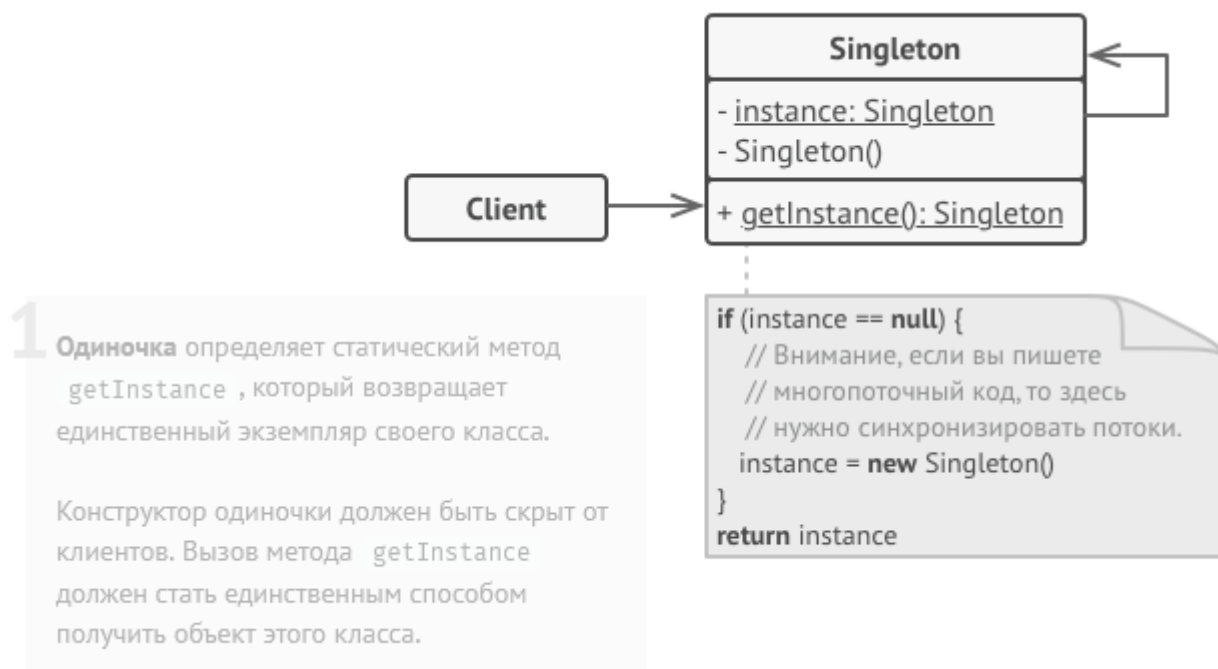 Singleton
- instance: Singleton
- Singleton()
+ getInstance(): Singleton
Client
1
Одиночка определяет статический метод
getInstance , который возвращает
единственный экземпляр своего класса.
Конструктор одиночки должен быть скрыт от
клиентов. Вызов метода getInstance
должен стать единственным способом
получить объект этого класса.
if (instance == null) {
// Внимание, если вы пишете
// многопоточный код, то здесь
// нужно синхронизировать потоки.
instance = new Singleton()
}
return instance